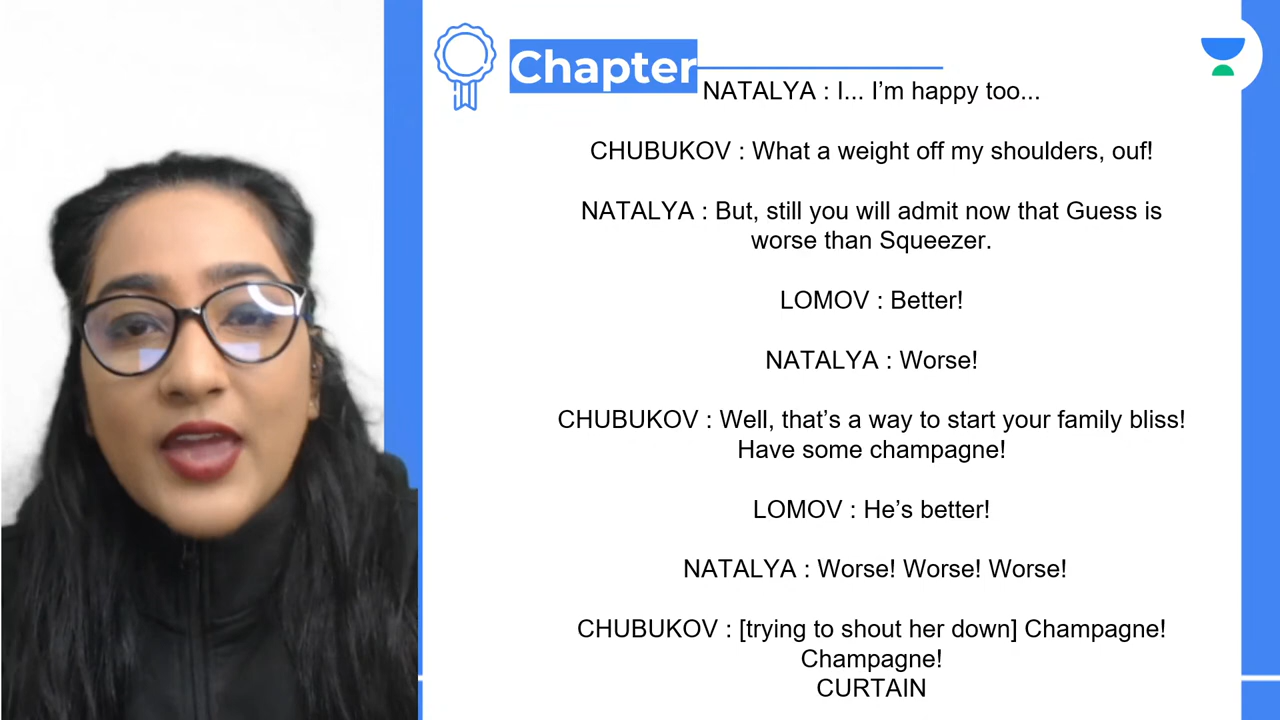 Chapter
NATALYA : I... I’m happy too...
CHUBUKOV : What a weight off my shoulders, ouf!
NATALYA : But, still you will admit now that Guess is
worse than Squeezer.
LOMOV : Better!
NATALYA : Worse!
CHUBUKOV : Well, that’s a way to start your family bliss!
Have some champagne!
LOMOV : He’s better!
NATALYA : Worse! Worse! Worse!
CHUBUKOV : [trying to shout her down] Champagne!
Champagne!
CURTAIN